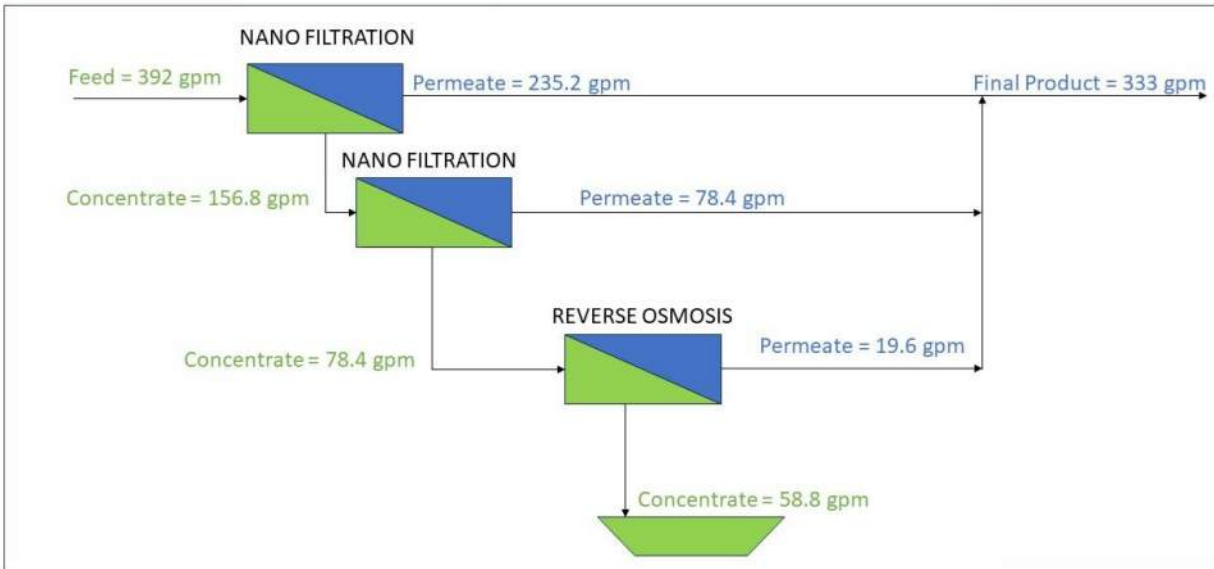 NANO FILTRATION
Feed = 392 gpm
Permeate = 235.2 gpm
Final Product = 333 gpm
NANO FILTRATION
Concentrate = 156.8 gpm
Permeate = 78.4 gpm
REVERSE OSMOSIS
Concentrate = 78.4 gpm
Permeate = 19.6 gpm
Concentrate = 58.8 gpm